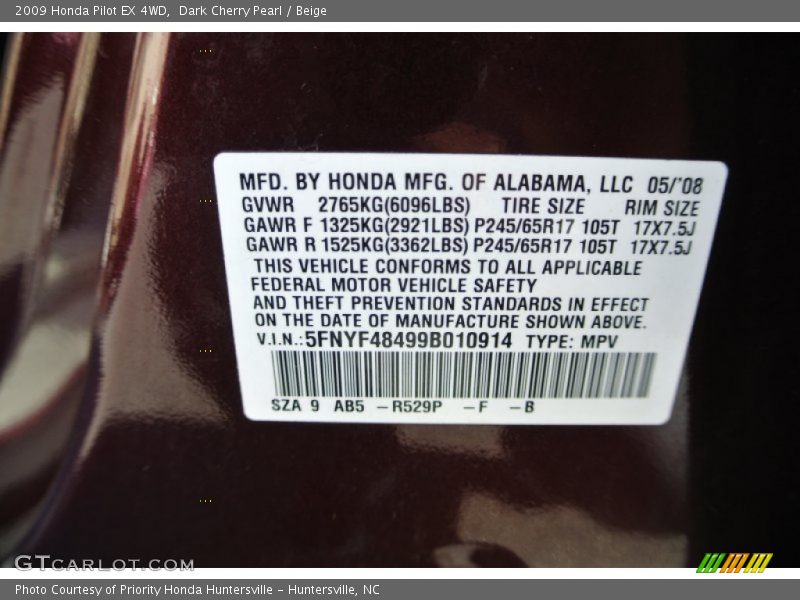 2009 Honda Pilot EX 4WD, Dark Cherry Pearl / Beige
MFD. BY HONDA MFG. OF ALABAMA, LLC 05/'08
GVWR 2765KG(6096LBS) TIRE SIZE RIM SIZE
GAWR F 1325KG(2921LBS) P245/65R17 105T 17X7.5J
GAWR R 1525KG(3362LBS) P245/65R17 105T 17X7.5J
THIS VEHICLE CONFORMS TO ALL APPLICABLE
FEDERAL MOTOR VEHICLE SAFETY
AND THEFT PREVENTION STANDARDS IN EFFECT
ON THE DATE OF MANUFACTURE SHOWN ABOVE.
V.I.N.:5FNYF48499B010914 TYPE: MPV
SZA 9 AB5 -R529P -F -B
GTCARLOT.COM
Photo Courtesy of Priority Honda Huntersville - Huntersville, NC